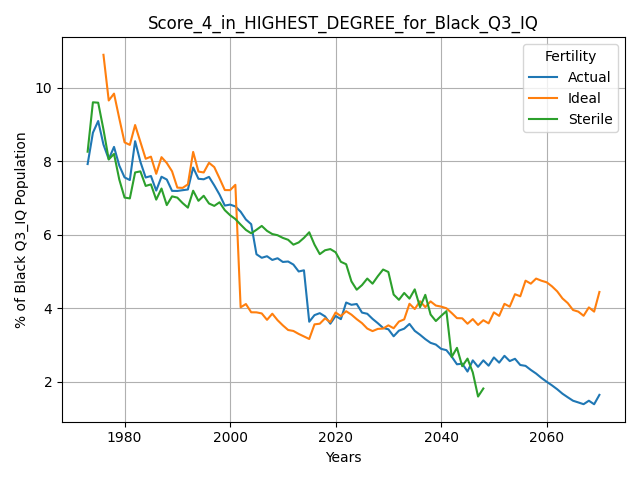 Score_4_in_HIGHEST_DEGREE_for_Black_Q3_IQ
% of Black Q3_IQ Population
10
8
6
4
2
Fertility
Actual
Ideal
Sterile
1980
2000
2020
2040
2060
Years